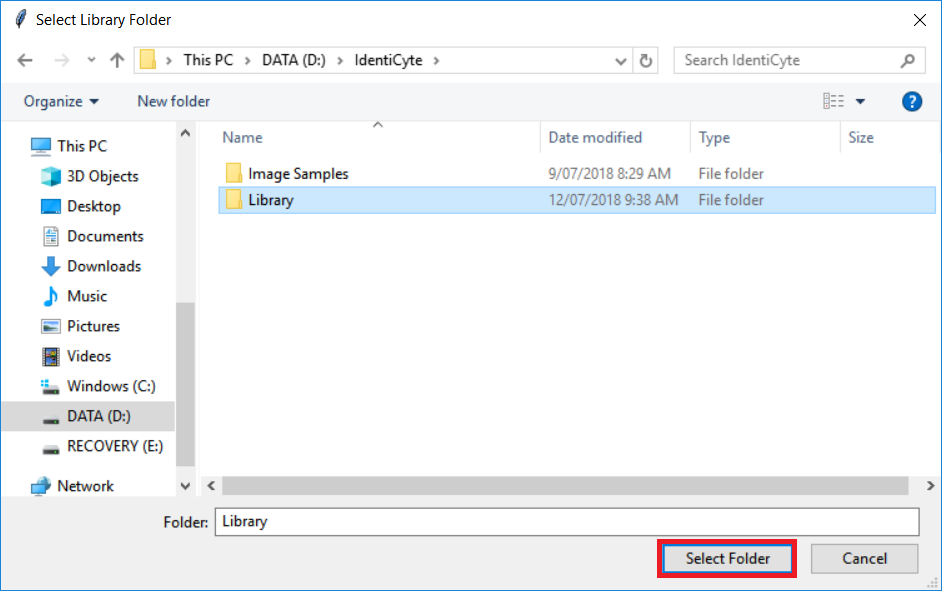 Select Library Folder
This PC DATA (D:) IdentiCyte Search IdentiCyte
Organize New folder ?
This PC
3D Objects
Desktop
Documents
Downloads
Music
Pictures
Videos
Windows (C:)
DATA (D:)
RECOVERY (E:)
Network
Name Date modified Type Size
Image Samples 9/07/2018 8:29 AM File folder
Library 12/07/2018 9:38 AM File folder
Folder: Library
Select Folder Cancel